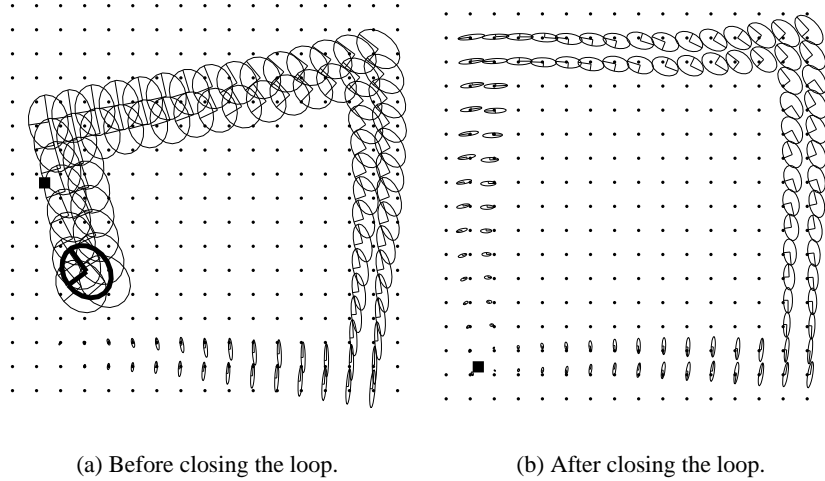 (a) Before closing the loop.
(b) After closing the loop.